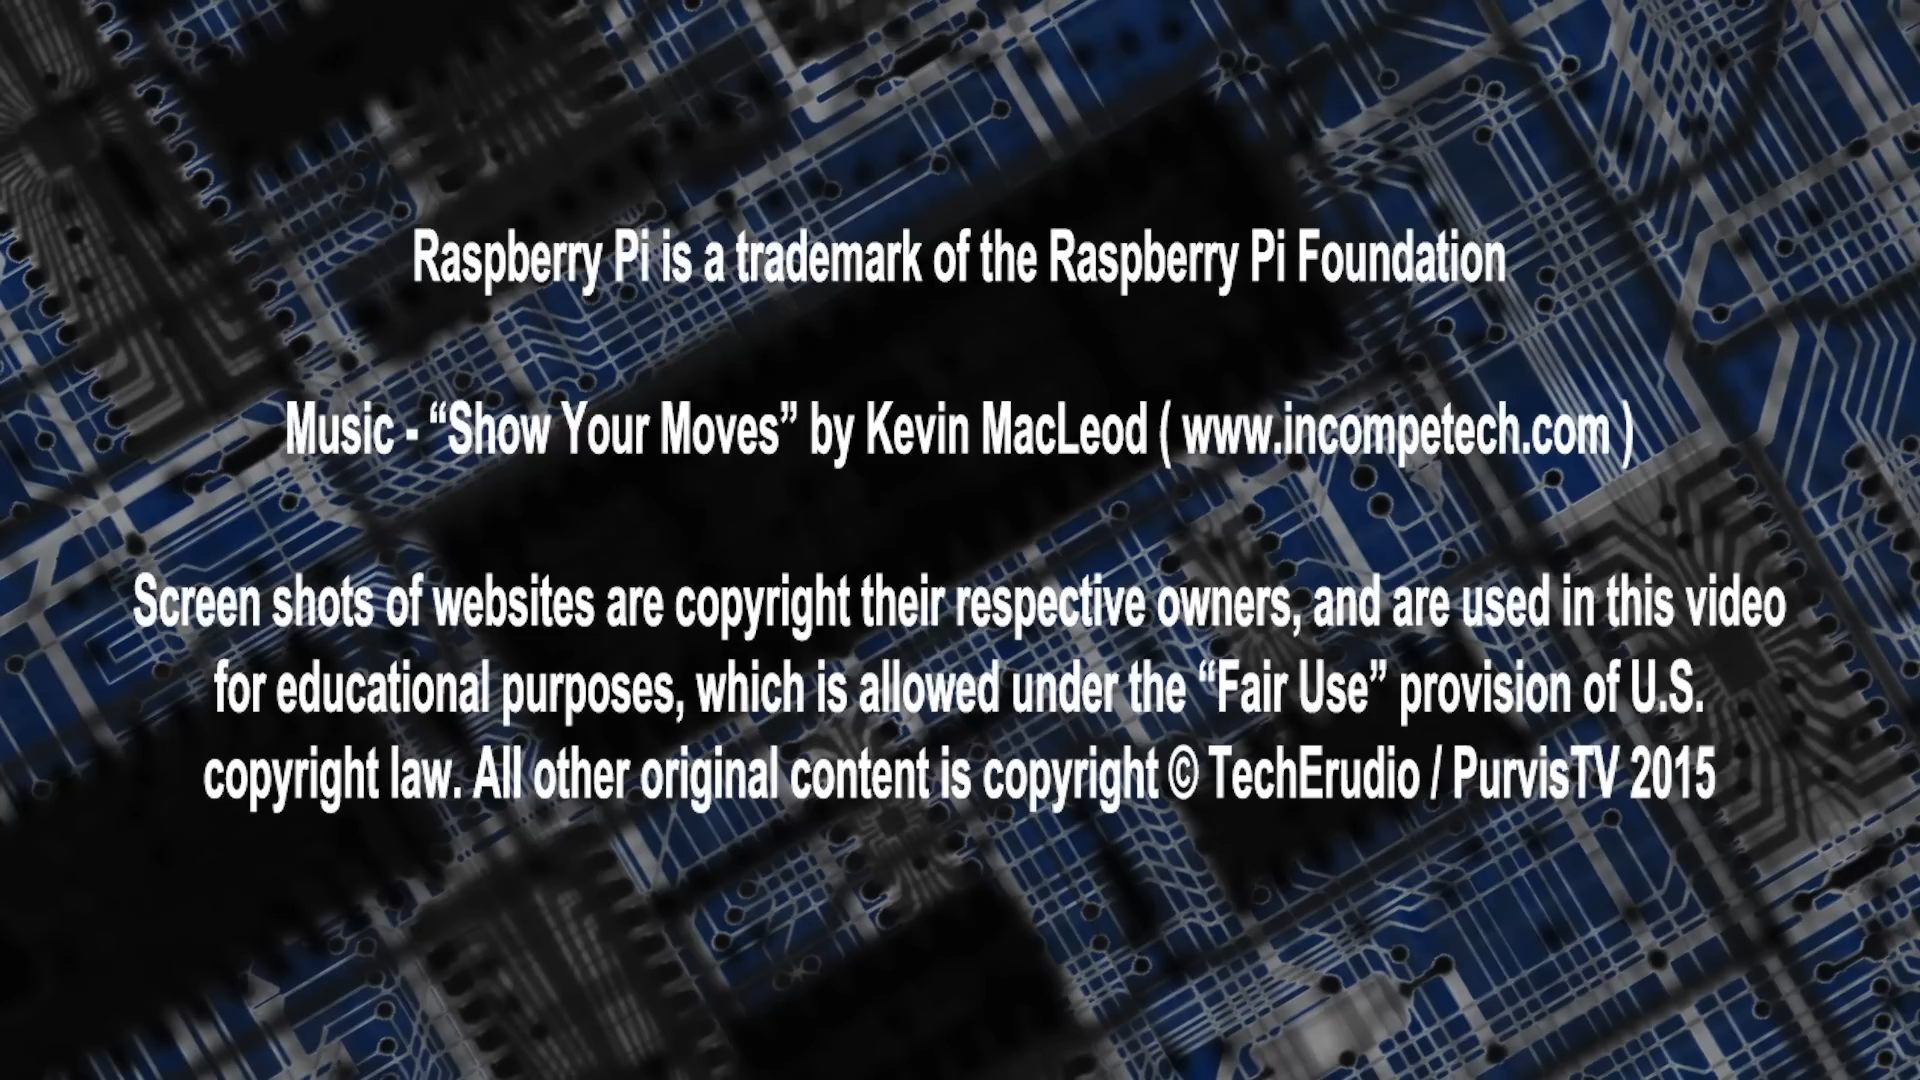 Raspberry Pi is a trademark of the Raspberry Pi Foundation
Music - “Show Your Moves” by Kevin MacLeod ( www.incompetech.com )
Screen shots of websites are copyright their respective owners, and are used in this video
for educational purposes, which is allowed under the “Fair Use” provision of U.S.
copyright law. All other original content is copyright © TechErudio / PurvisTV 2015